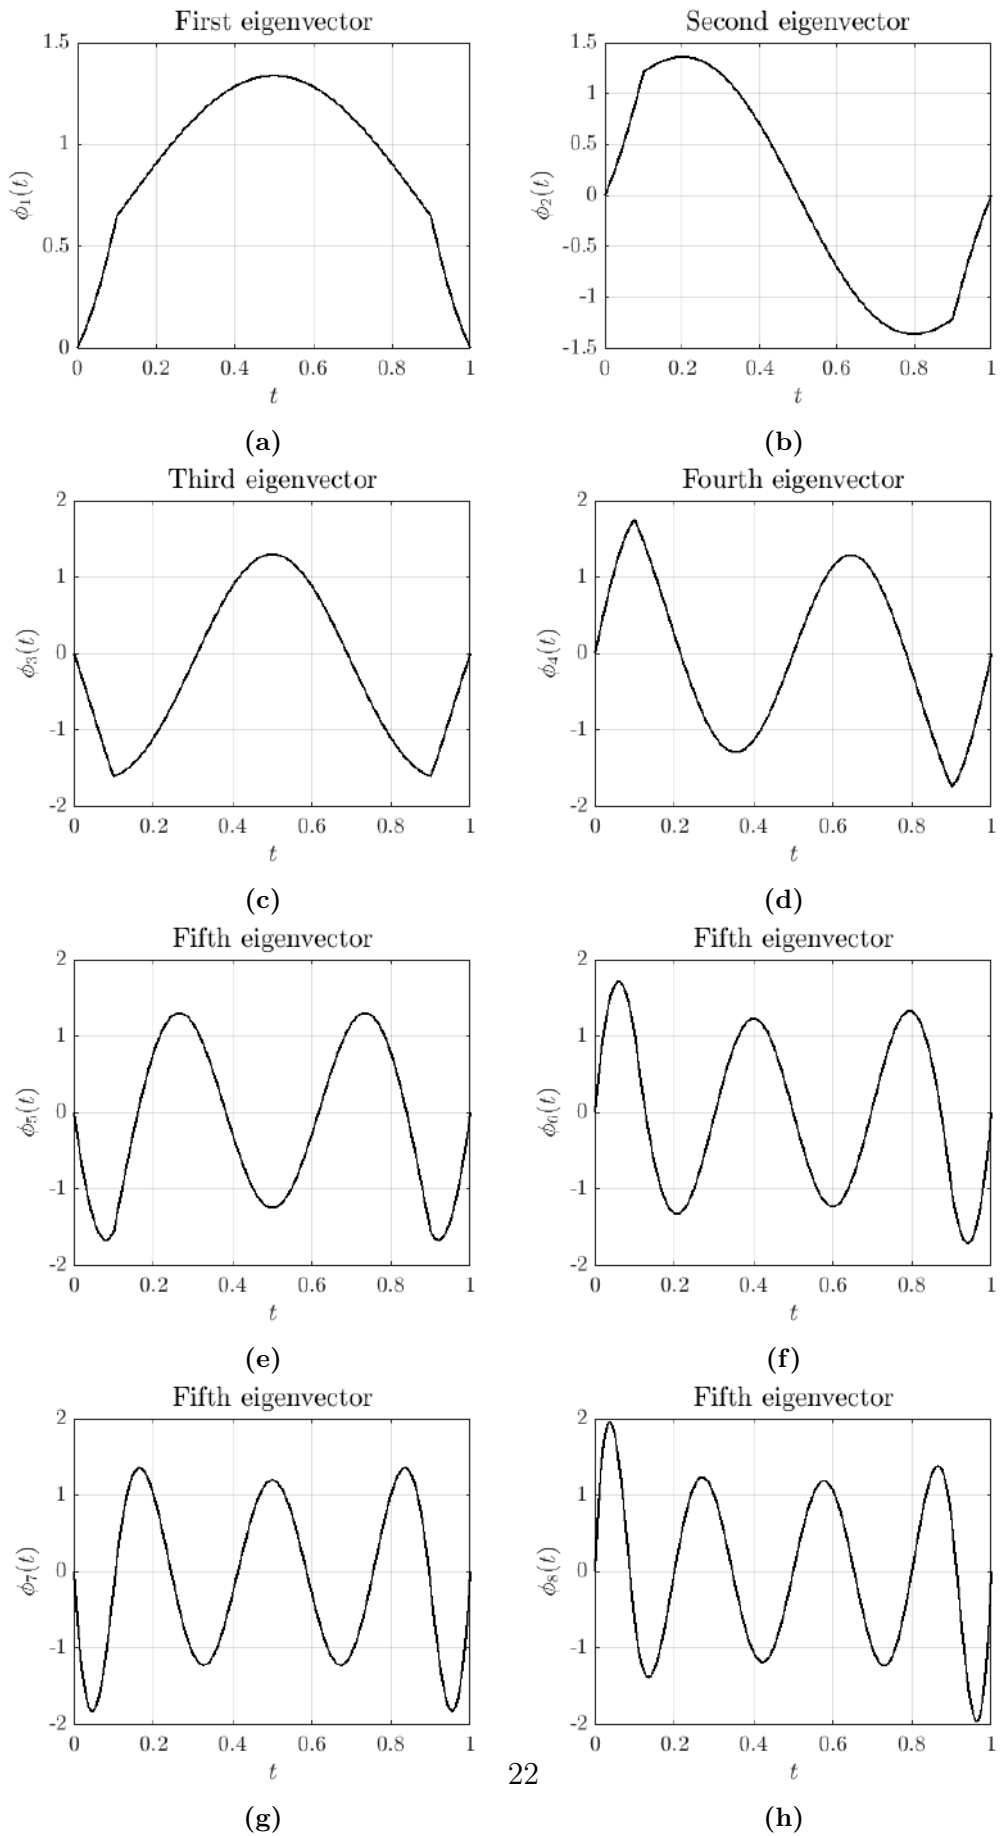 First eigenvector
1.5
1
0.5
0
ϕ₁(t)
0 0.2 0.4 0.6 0.8 1
t
(a)
Second eigenvector
1.5
1
0.5
0
-0.5
-1
-1.5
ϕ₂(t)
0 0.2 0.4 0.6 0.8 1
t
(b)
Third eigenvector
2
1
0
-1
-2
ϕ₃(t)
0 0.2 0.4 0.6 0.8 1
t
(c)
Fourth eigenvector
2
1
0
-1
-2
ϕ₄(t)
0 0.2 0.4 0.6 0.8 1
t
(d)
Fifth eigenvector
2
1
0
-1
-2
ϕ₅(t)
0 0.2 0.4 0.6 0.8 1
t
(e)
Fifth eigenvector
2
1
0
-1
-2
ϕ₆(t)
0 0.2 0.4 0.6 0.8 1
t
(f)
Fifth eigenvector
2
1
0
-1
-2
ϕ₇(t)
0 0.2 0.4 0.6 0.8 1
t
(g)
Fifth eigenvector
2
1
0
-1
-2
ϕ₈(t)
0 0.2 0.4 0.6 0.8 1
t
(h)
22